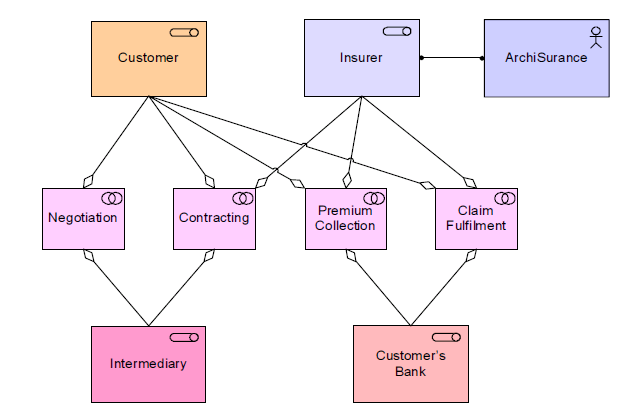 Customer
Insurer
ArchiSurance
Negotiation
Contracting
Premium
Collection
Claim
Fulfilment
Intermediary
Customer's
Bank